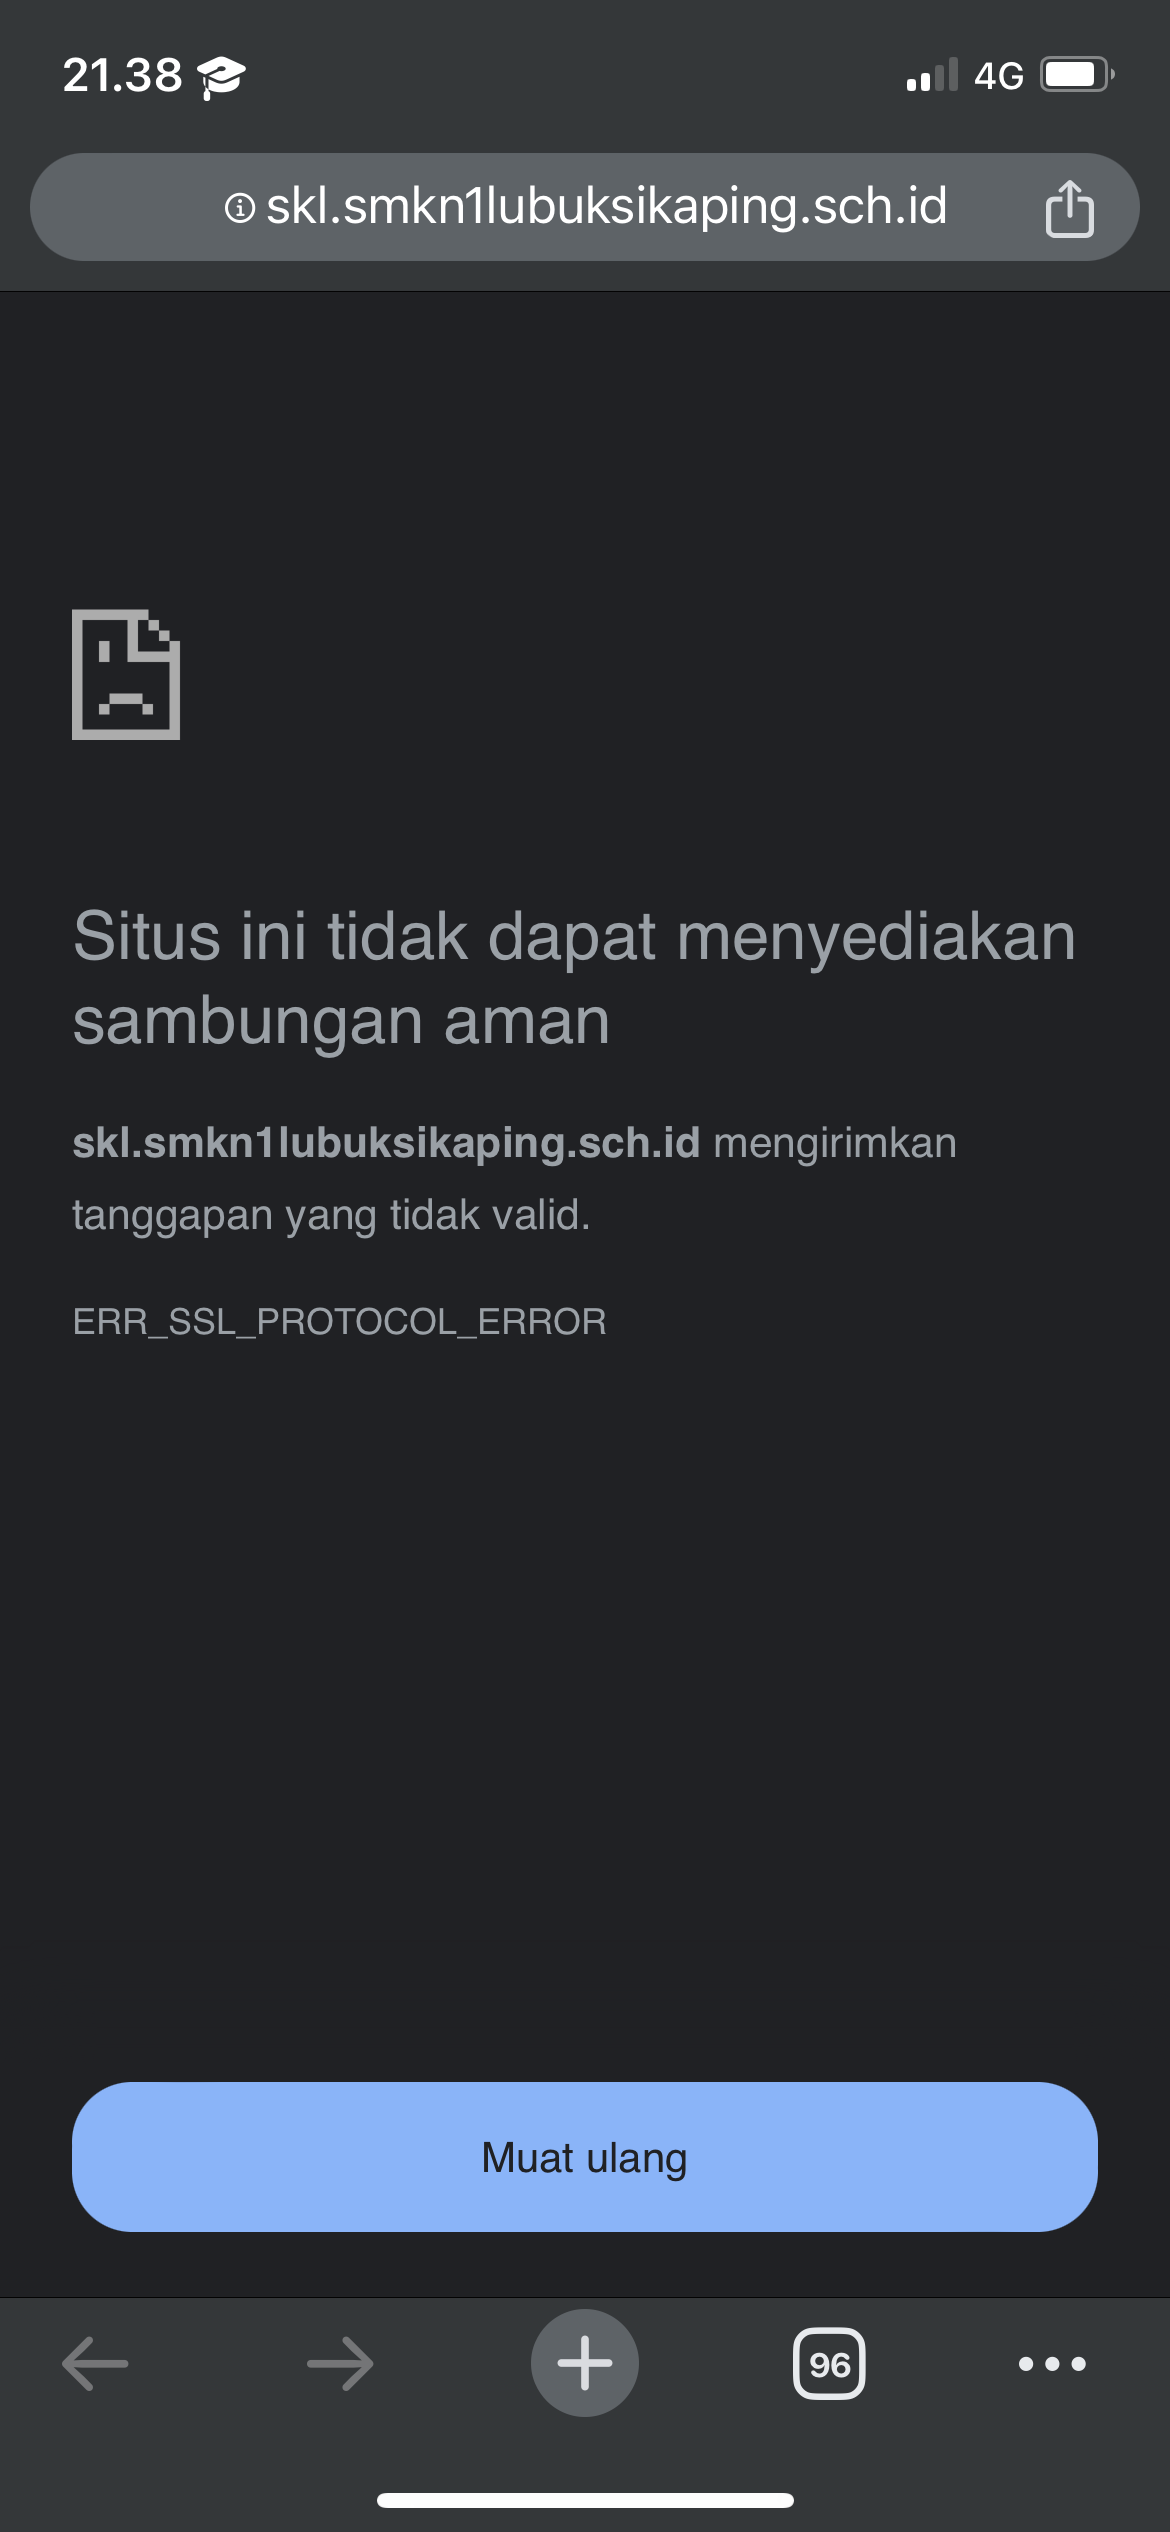 21.38
4G
skl.smkn1lubuksikaping.sch.id
Situs ini tidak dapat menyediakan
sambungan aman
skl.smkn1lubuksikaping.sch.id mengirimkan
tanggapan yang tidak valid.
ERR_SSL_PROTOCOL_ERROR
Muat ulang
96